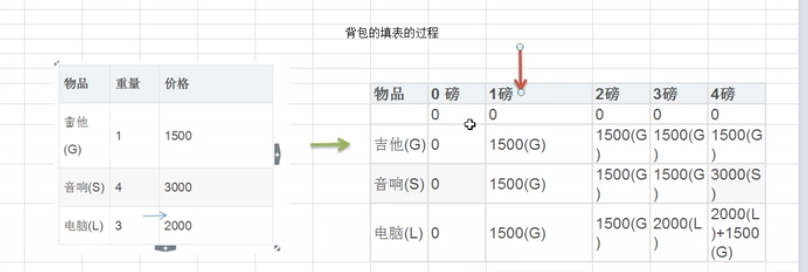 背包的填表的过程
物品 重量 价格
吉他
(G) 1 1500
音响(S) 4 3000
电脑(L) 3 2000
物品 0 磅 1磅 2磅 3磅 4磅
0 0 0 0 0
吉他(G) 0 1500(G) 1500(G) 1500(G) 1500(G)
音响(S) 0 1500(G) 1500(G) 1500(G) 3000(S)
电脑(L) 0 1500(G) 1500(G) 2000(L) 2000(L)+1500(G)